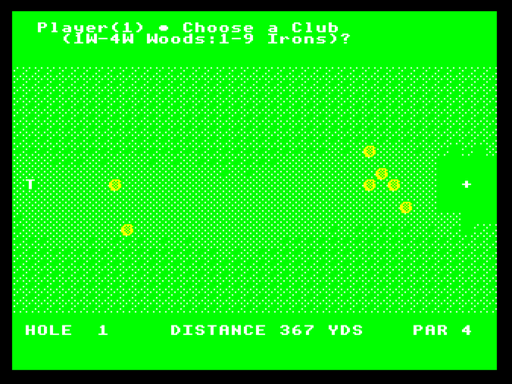 Player(1) • Choose a Club
(1W-4W Woods:1-9 Irons)?
T
+
HOLE 1 DISTANCE 367 YDS PAR 4